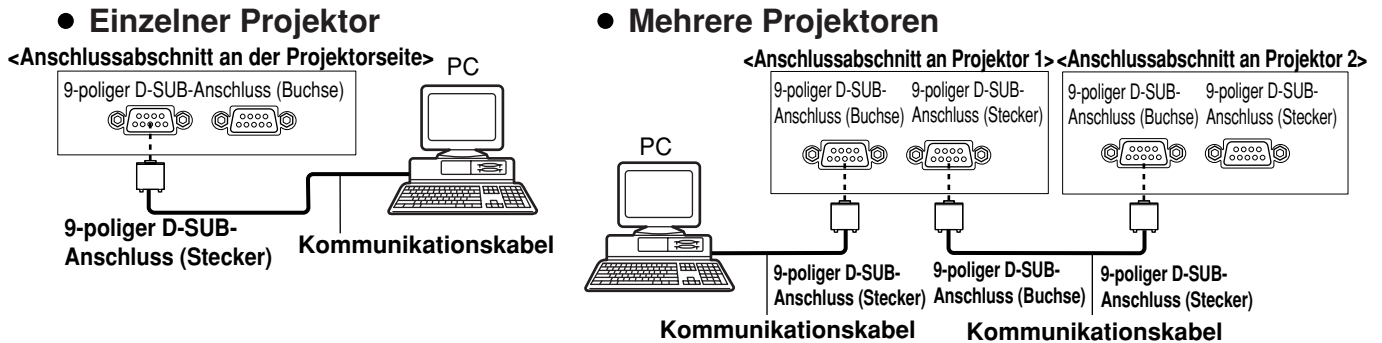 ● Einzelner Projektor
<Anschlussabschnitt an der Projektorseite>
PC
9-poliger D-SUB-Anschluss (Buchse)
9-poliger D-SUB-
Anschluss (Stecker)
Kommunikationskabel
● Mehrere Projektoren
<Anschlussabschnitt an Projektor 1>
<Anschlussabschnitt an Projektor 2>
9-poliger D-SUB-
Anschluss (Buchse)
9-poliger D-SUB-
Anschluss (Stecker)
9-poliger D-SUB-
Anschluss (Buchse)
9-poliger D-SUB-
Anschluss (Stecker)
PC
9-poliger D-SUB-
Anschluss (Stecker)
9-poliger D-SUB-
Anschluss (Buchse)
9-poliger D-SUB-
Anschluss (Stecker)
Kommunikationskabel
Kommunikationskabel